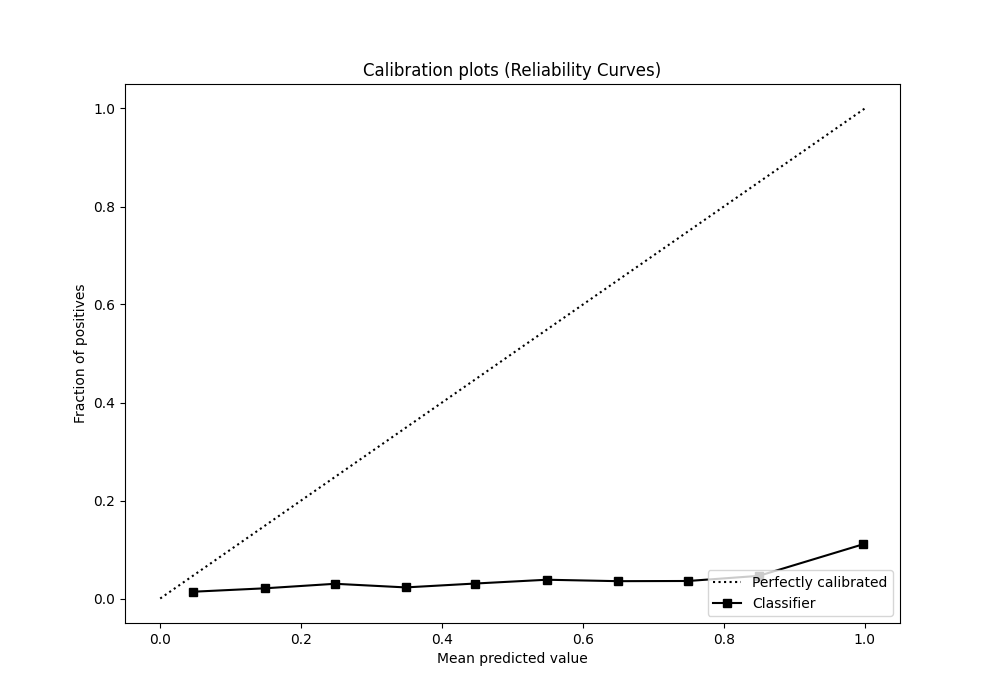 Calibration plots (Reliability Curves)
1.0
0.8
0.6
0.4
0.2
0.0
Fraction of positives
0.0 0.2 0.4 0.6 0.8 1.0
Mean predicted value
Perfectly calibrated
Classifier